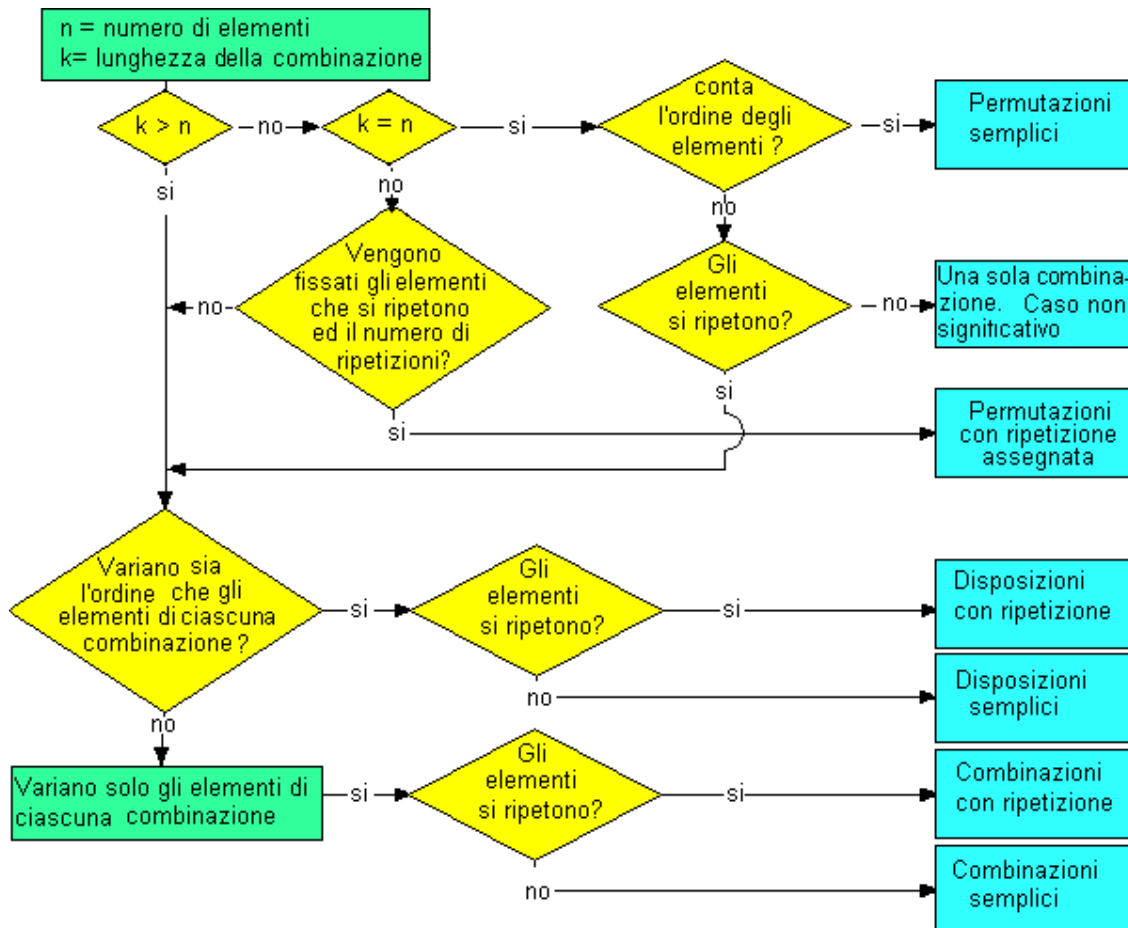 n = numero di elementi
k= lunghezza della combinazione
k > n
no
k = n
si
conta
l'ordine degli
elementi ?
si
Permutazioni
semplici
si
no
no
Vengono
fissati gli elementi
che si ripetono
ed il numero di
ripetizioni?
no
Gli
elementi
si ripetono?
no
Una sola combina-
zione. Caso non
significativo
si
si
Permutazioni
con ripetizione
assegnata
Variano sia
l'ordine che gli
elementi di ciascuna
combinazione ?
si
Gli
elementi
si ripetono?
si
Disposizioni
con ripetizione
no
Disposizioni
semplici
no
Variano solo gli elementi di
ciascuna combinazione
si
Gli
elementi
si ripetono?
si
Combinazioni
con ripetizione
no
Combinazioni
semplici